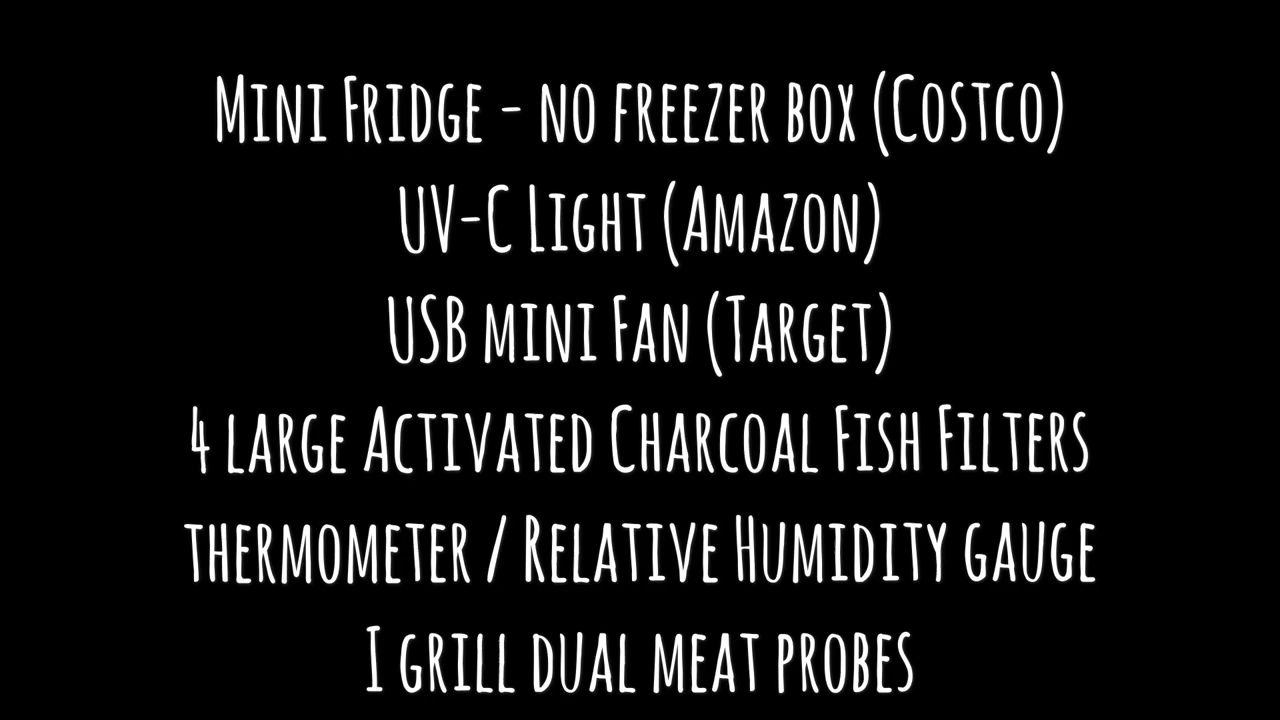 Mini Fridge - no freezer box (Costco)
UV-C Light (Amazon)
USB mini Fan (Target)
4 large Activated Charcoal Fish Filters
thermometer / Relative Humidity gauge
I grill dual meat probes